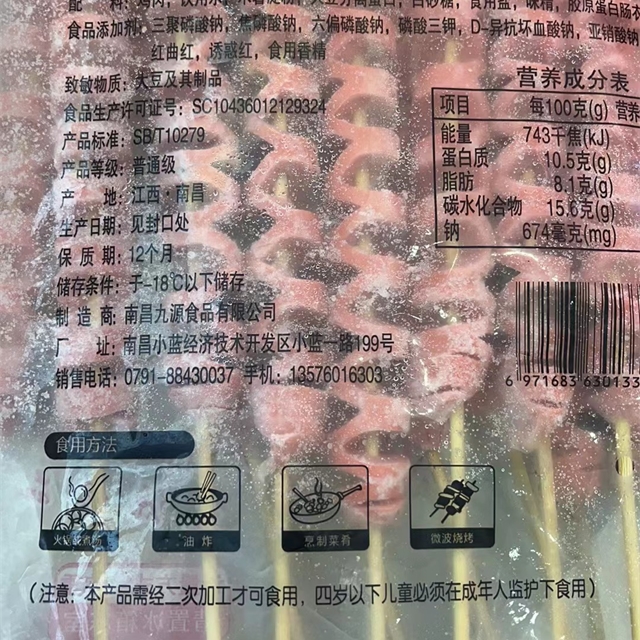 配 料：鸡肉，饮用水
白砂糖，食用盐，味精，胶原蛋白肠衣
食品添加剂：三聚磷酸钠，焦磷酸钠，六偏磷酸钠，磷酸三钾，D-异抗坏血酸钠，亚硝酸钠
红曲红，诱惑红，食用香精
致敏物质：大豆及其制品
食品生产许可证号：SC10436012129324
产品标准：SB/T10279
产品等级：普通级
产 地：江西·南昌
生产日期：见封口处
保 质 期：12个月
储存条件：于-18℃以下储存
制 造 商：南昌九源食品有限公司
厂 址：南昌小蓝经济技术开发区小蓝一路199号
销售电话：0791-88430037 手机：13576016303
营养成分表
项目 每100克(g) 营养
能量 743千焦(kJ)
蛋白质 10.5克(g)
脂肪 8.1克(g)
碳水化合物 15.6克(g)
钠 674毫克(mg)
6 971683 630133
食用方法
油 炸
烹制菜肴
微波烧烤
（注意：本产品需经二次加工才可食用，四岁以下儿童必须在成年人监护下食用）